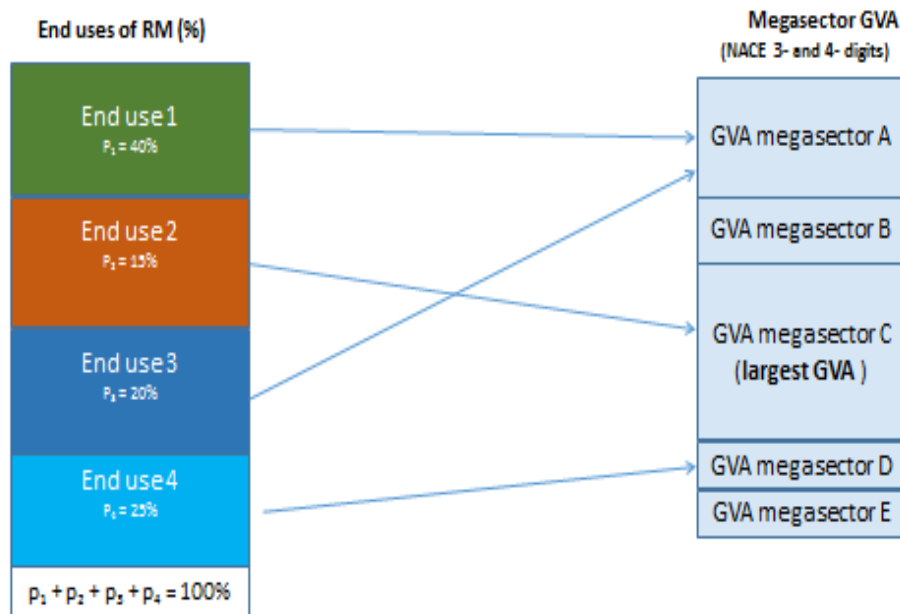 End uses of RM (%)
End use 1
P₁ = 40%
End use 2
P₂ = 15%
End use 3
P₃ = 20%
End use 4
P₄ = 25%
p₁ + p₂ + p₃ + p₄ = 100%
Megasector GVA
(NACE 3- and 4- digits)
GVA megasector A
GVA megasector B
GVA megasector C
(largest GVA )
GVA megasector D
GVA megasector E